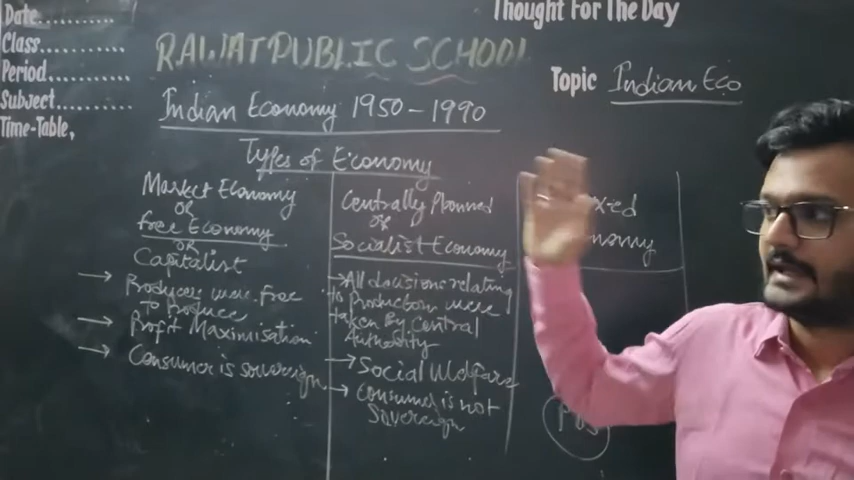 Thought For The Day
Date..........
Class..............
Period..............
Subject.............
Time-Table,
RAWAT PUBLIC SCHOOL
Topic Indian Eco
Indian Economy 1950-1990
Types of Economy
Market Economy
or
free Economy
or
Capitalist
→ Producers were free
to Produce
→ Profit Maximisation
→ Consumer is sovereign
Centrally Planned
or
Socialist Economy
→ All decisions relating
to Production were
taken By Central
Authority
→ Social Welfare
→ Consumer is not
Sovereign
xed
nomy